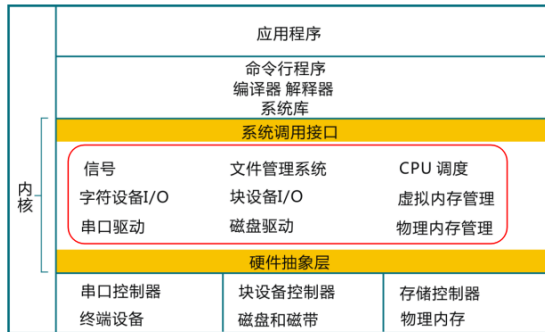 应用程序
命令行程序
编译器 解释器
系统库
内核
系统调用接口
信号 文件管理系统 CPU 调度
字符设备I/O 块设备I/O 虚拟内存管理
串口驱动 磁盘驱动 物理内存管理
硬件抽象层
串口控制器 块设备控制器 存储控制器
终端设备 磁盘和磁带 物理内存